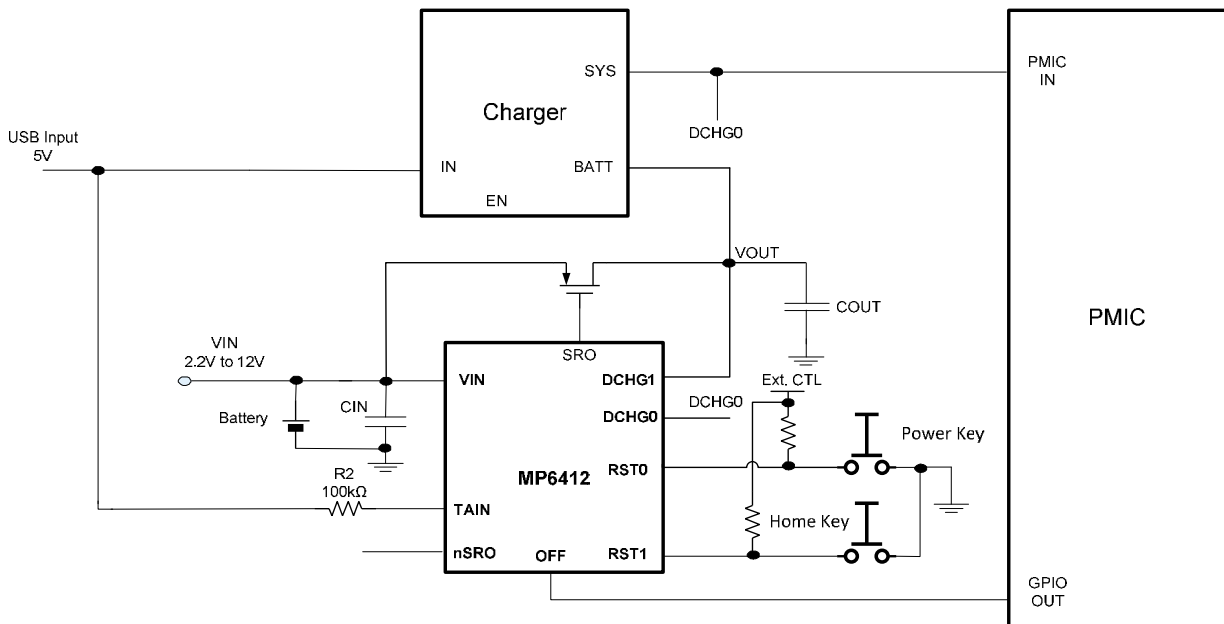 SYS
PMIC
IN
Charger
DCHG0
USB Input
5V
IN
BATT
EN
VOUT
COUT
SRO
VIN
2.2V to 12V
PMIC
VIN
DCHG1
Ext. CTL
CIN
DCHG0
Battery
Power Key
RST0
R2
100kΩ
MP6412
TAIN
Home Key
nSRO
OFF
RST1
GPIO
OUT